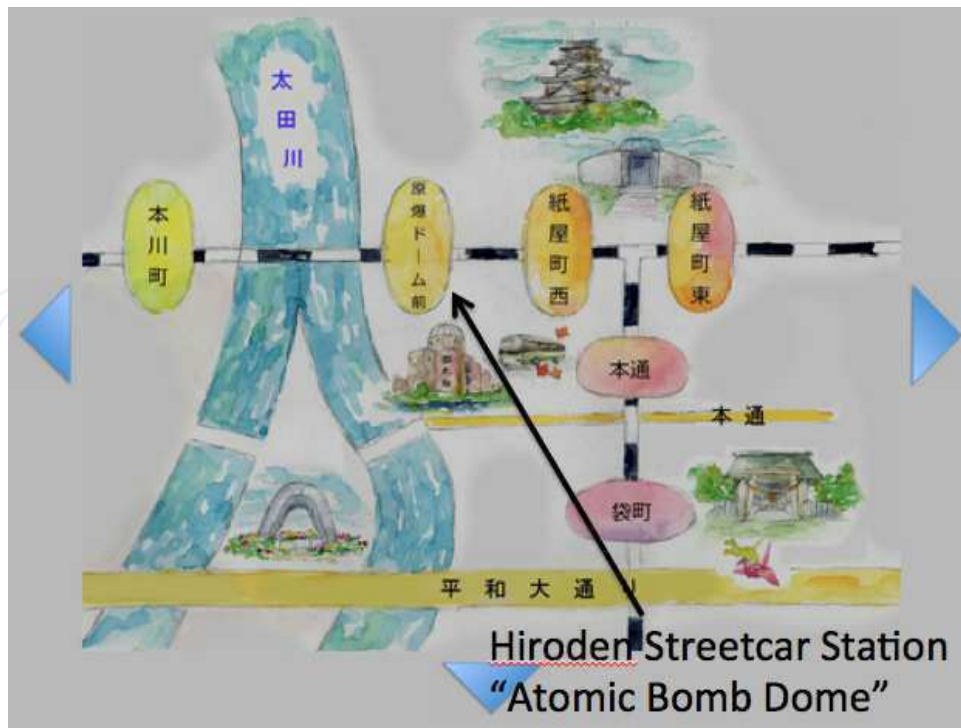 太田川
本川町
原爆ドーム前
紙屋町西
紙屋町東
本通
本通
袋町
平和大通り
Hiroden Streetcar Station
“Atomic Bomb Dome”